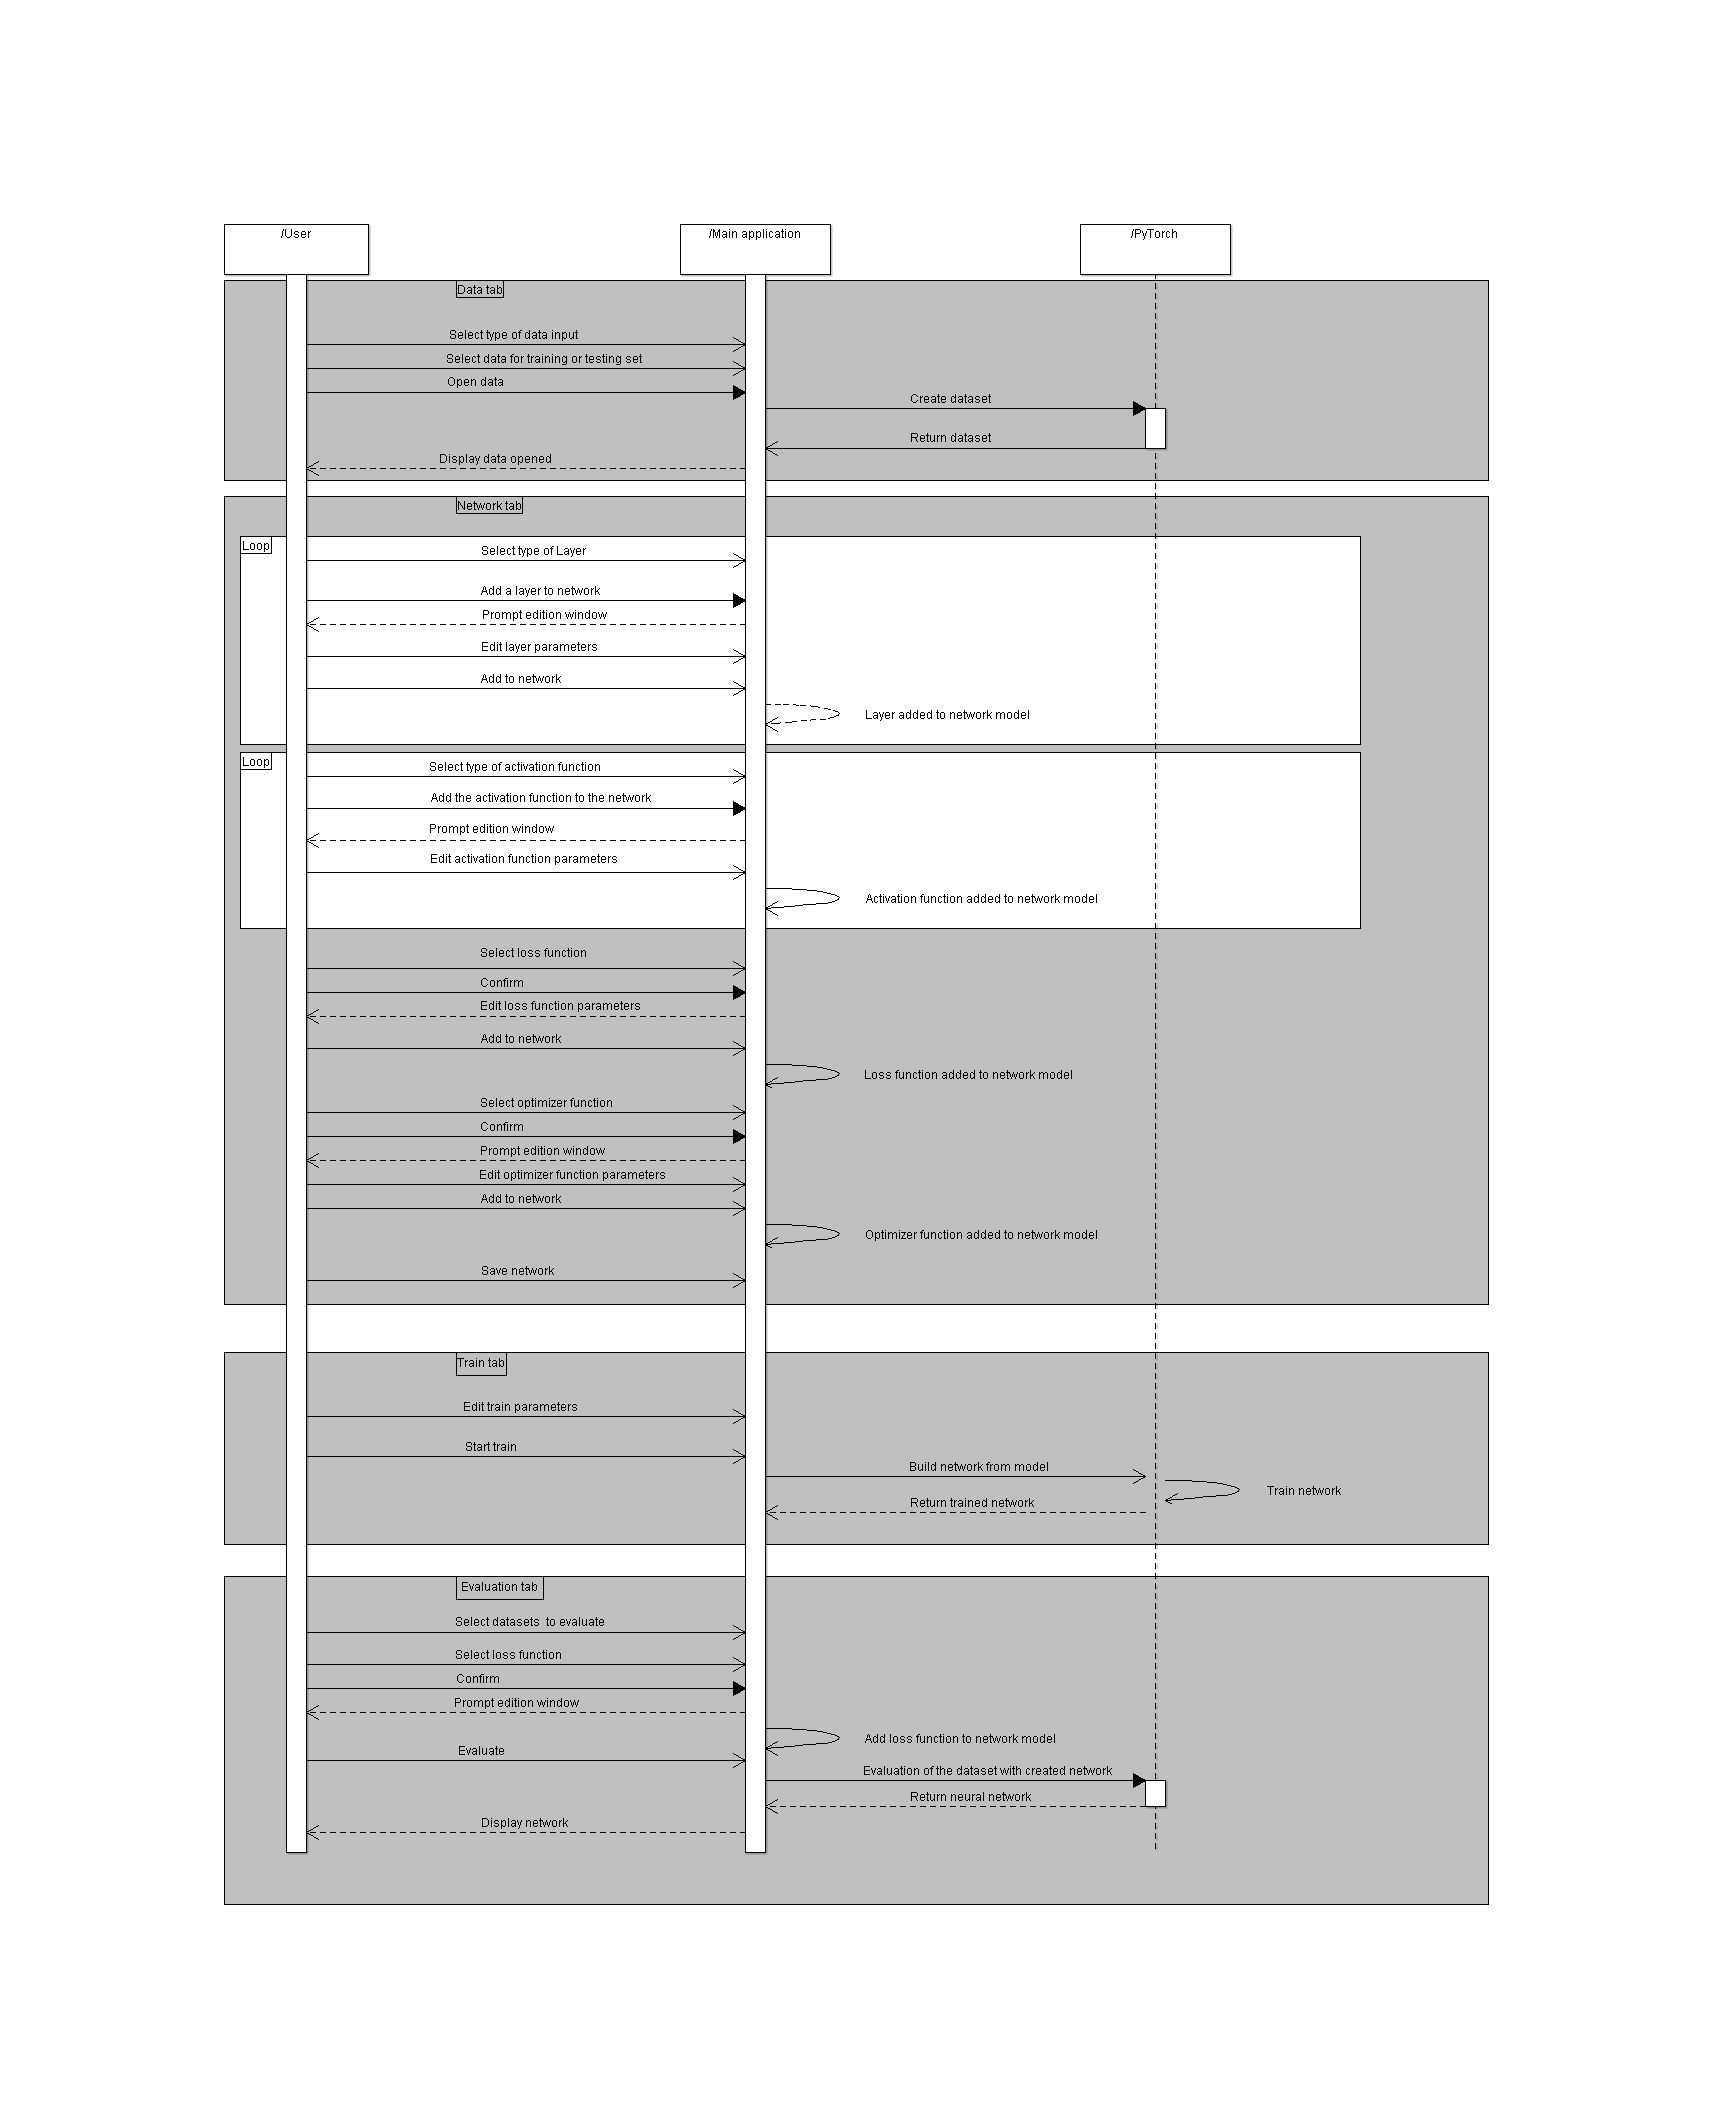 /User
/Main application
/PyTorch
Data tab
Select type of data input
Select data for training or testing set
Open data
Create dataset
Return dataset
Display data opened
Network tab
Loop
Select type of Layer
Add a layer to network
Prompt edition window
Edit layer parameters
Add to network
Layer added to network model
Loop
Select type of activation function
Add the activation function to the network
Prompt edition window
Edit activation function parameters
Activation function added to network model
Select loss function
Confirm
Edit loss function parameters
Add to network
Loss function added to network model
Select optimizer function
Confirm
Prompt edition window
Edit optimizer function parameters
Add to network
Optimizer function added to network model
Save network
Train tab
Edit train parameters
Start train
Build network from model
Train network
Return trained network
Evaluation tab
Select datasets  to evaluate
Select loss function
Confirm
Prompt edition window
Add loss function to network model
Evaluate
Evaluation of the dataset with created network
Return neural network
Display network